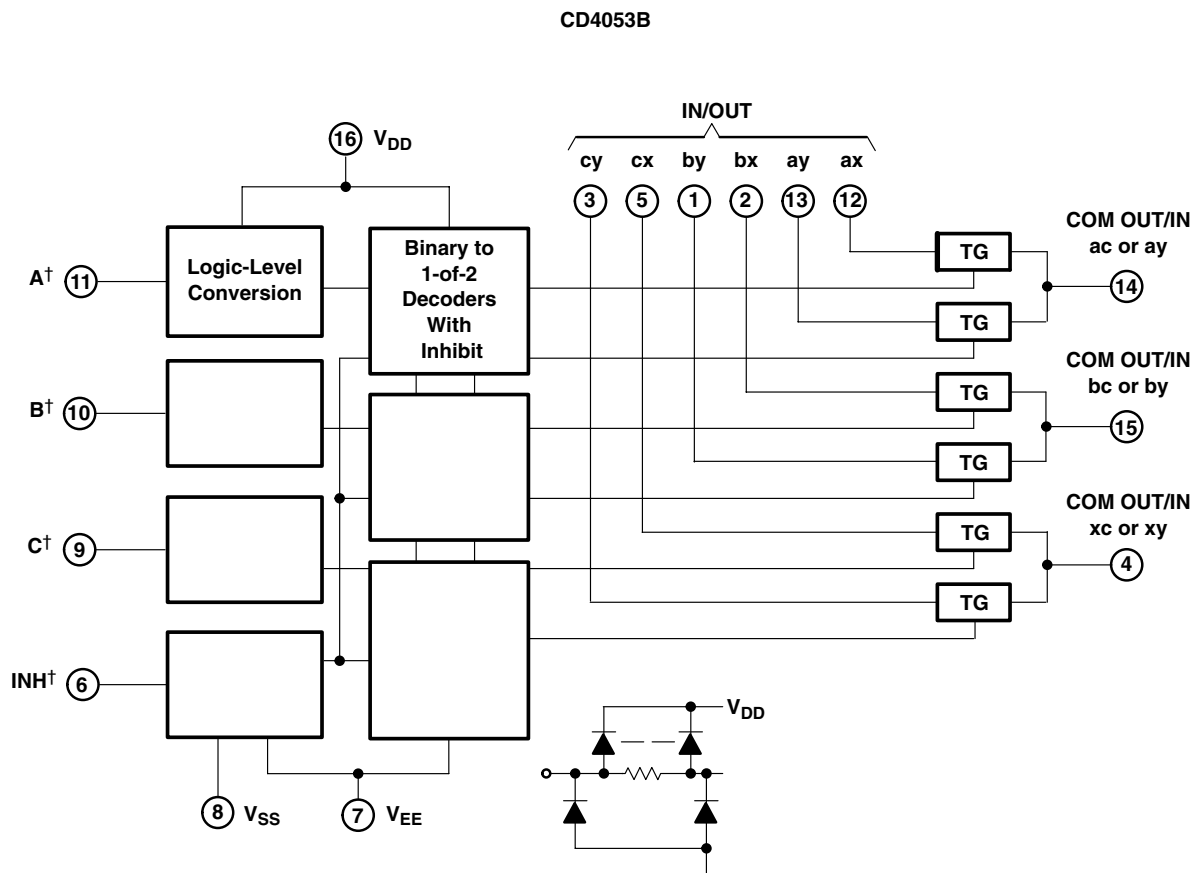 CD4053B
IN/OUT
16 VDD
cy cx by bx ay ax
3 5 1 2 13 12
COM OUT/IN
ac or ay
14
A† 11
Logic-Level
Conversion
Binary to
1-of-2
Decoders
With
Inhibit
TG
TG
B† 10
TG
TG
COM OUT/IN
bc or by
15
C† 9
TG
TG
COM OUT/IN
xc or xy
4
INH† 6
VDD
8 VSS
7 VEE